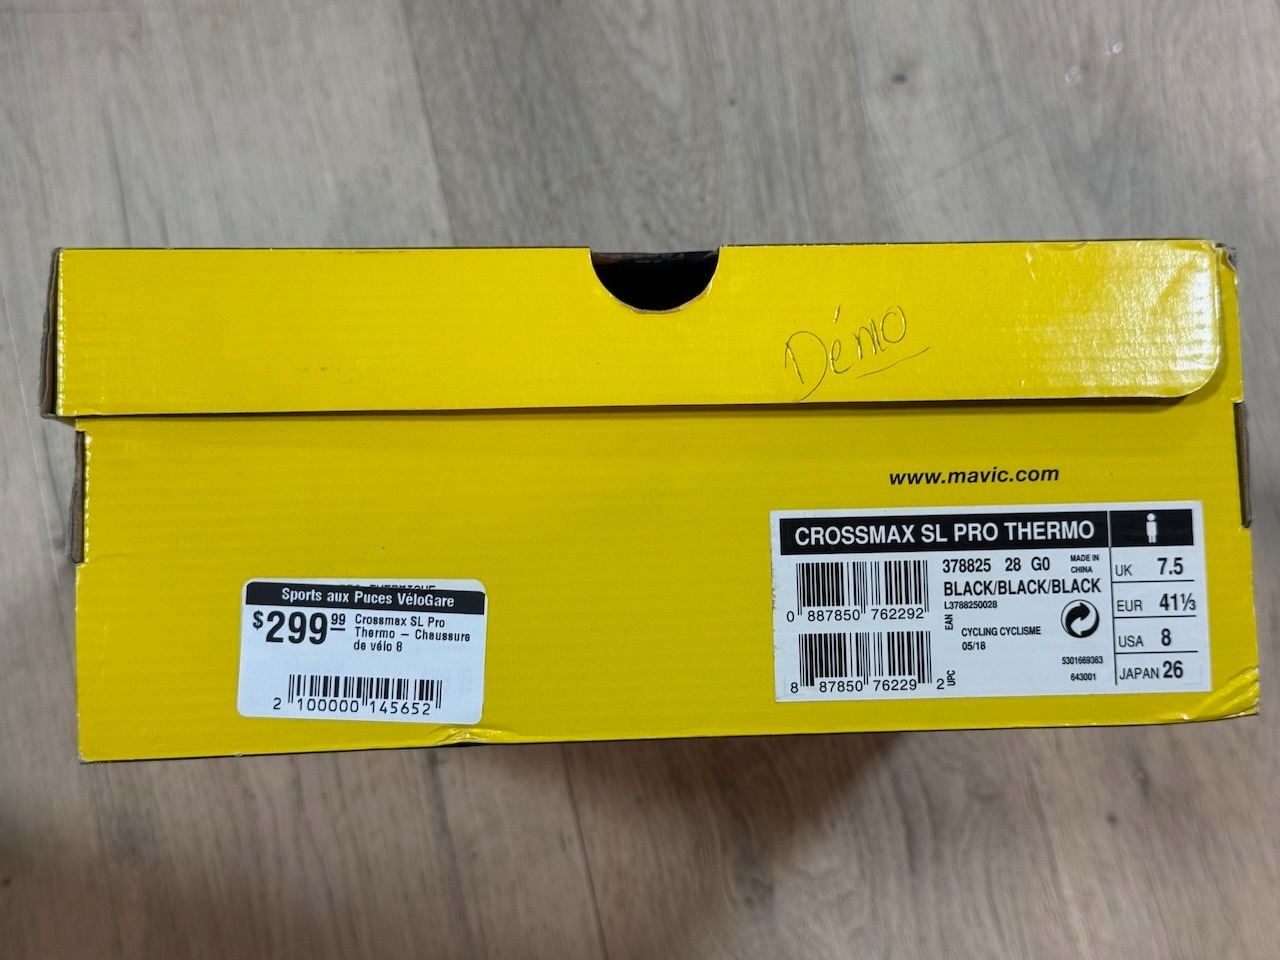 Démo
www.mavic.com
CROSSMAX SL PRO THERMO
378825 28 G0
MADE IN CHINA
BLACK/BLACK/BLACK
L3788250028
0 887850 762292
EAN
CYCLING CYCLISME
05/18
5301669363
643001
8 87850 76229 2
UPC
UK 7.5
EUR 41⅓
USA 8
JAPAN 26
Sports aux Puces VéloGare
$299.99
Crossmax SL Pro
Thermo – Chaussure
de vélo 8
2 100000 145652